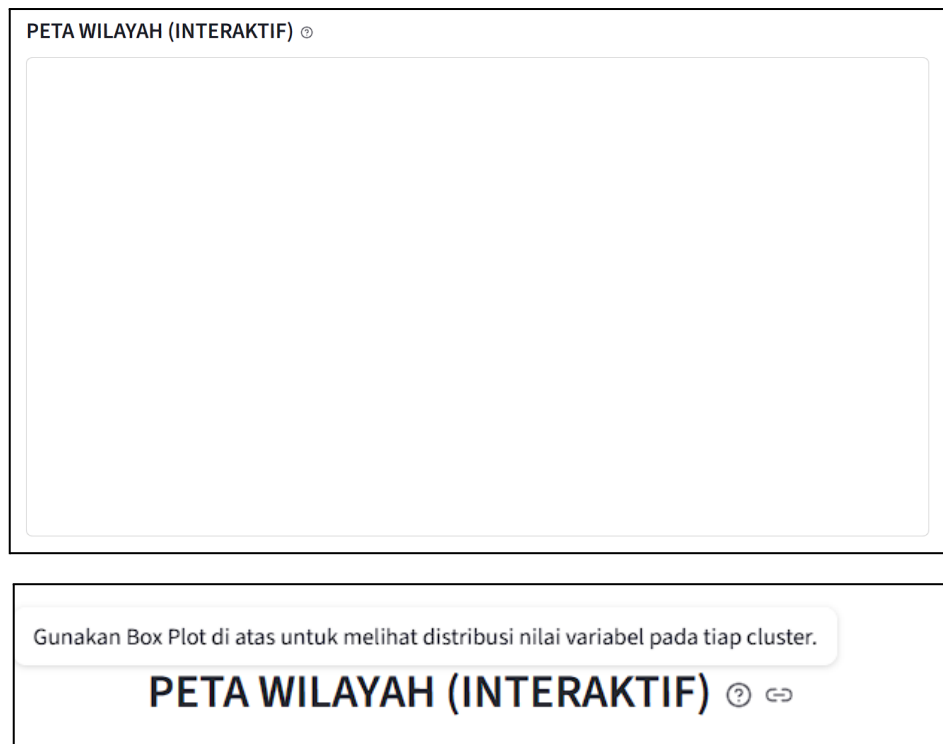 PETA WILAYAH (INTERAKTIF)
Gunakan Box Plot di atas untuk melihat distribusi nilai variabel pada tiap cluster.
PETA WILAYAH (INTERAKTIF)